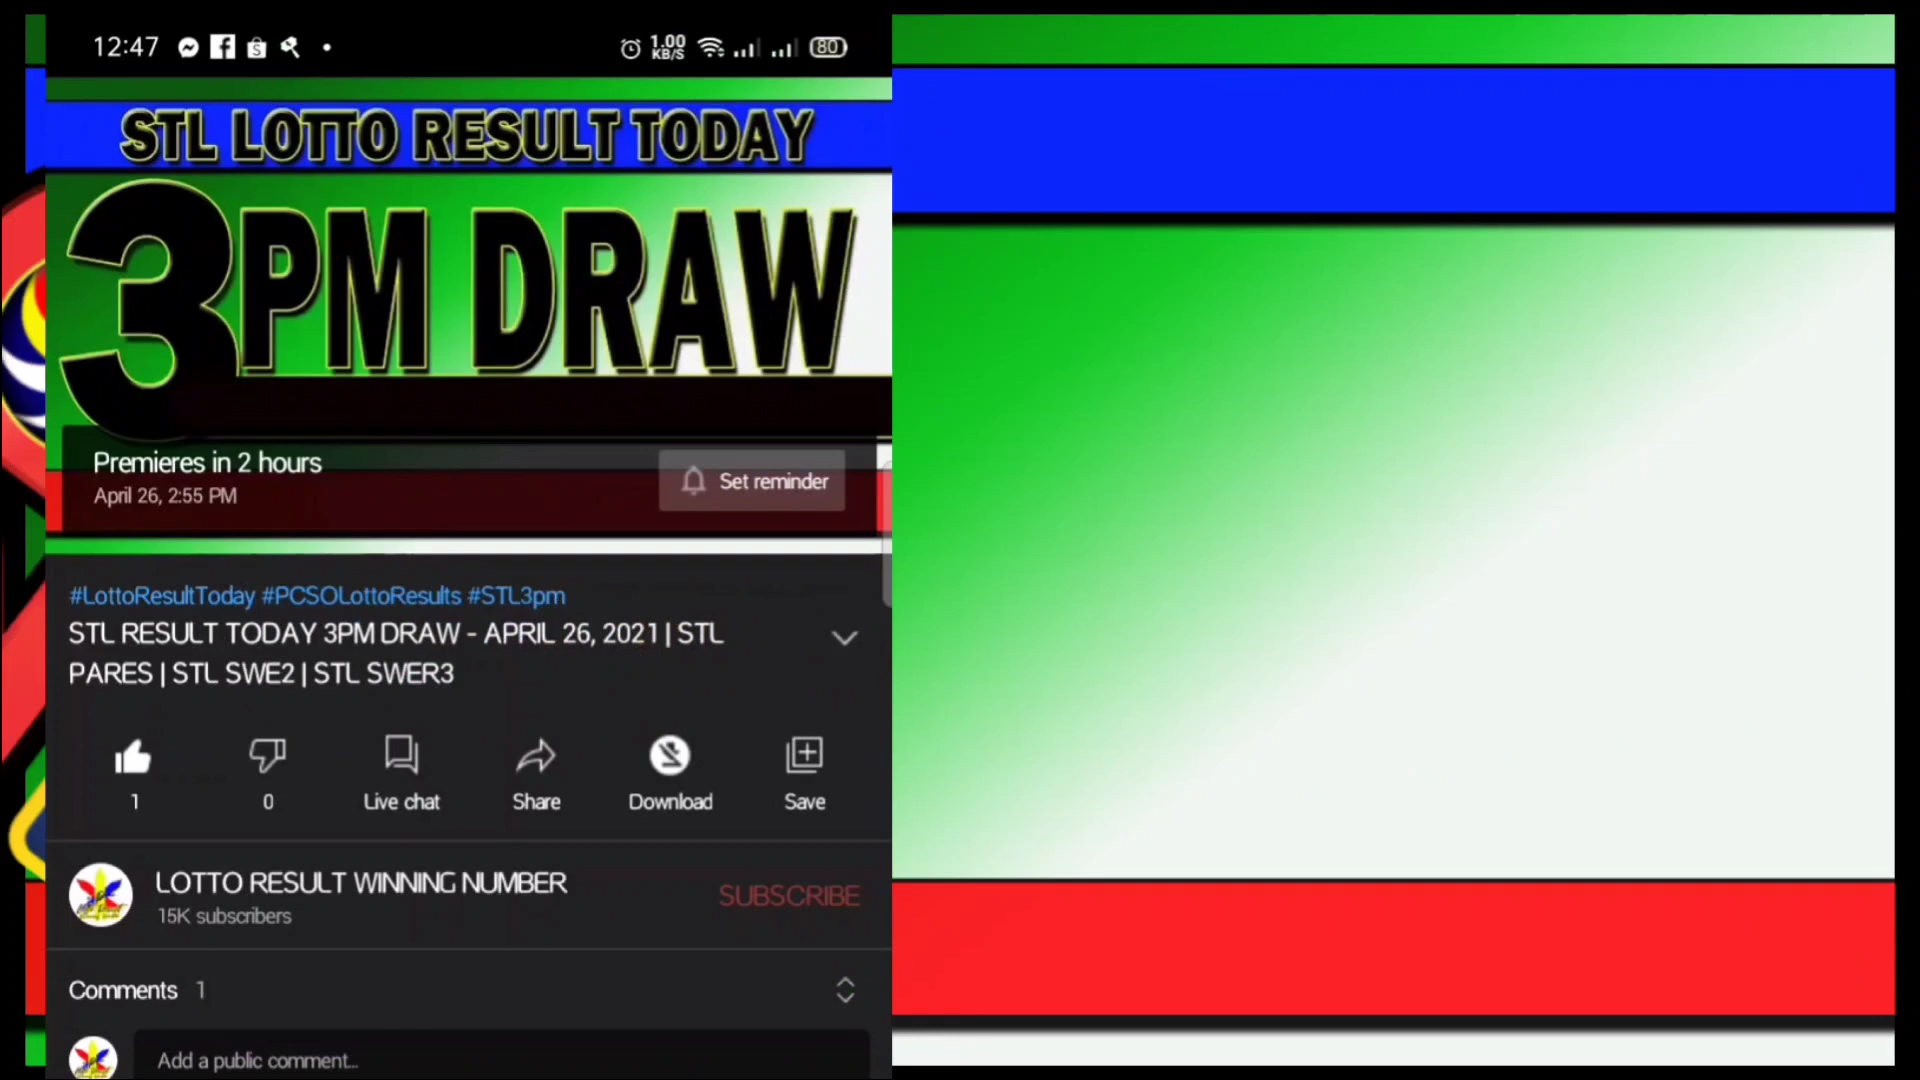 12:47
1.00 KB/S
80
STL LOTTO RESULT TODAY
3PM DRAW
Premieres in 2 hours
April 26, 2:55 PM
Set reminder
#LottoResultToday #PCSOLottoResults #STL3pm
STL RESULT TODAY 3PM DRAW - APRIL 26, 2021 | STL
PARES | STL SWE2 | STL SWER3
1
0
Live chat
Share
Download
Save
LOTTO RESULT WINNING NUMBER
15K subscribers
SUBSCRIBE
Comments 1
Add a public comment...